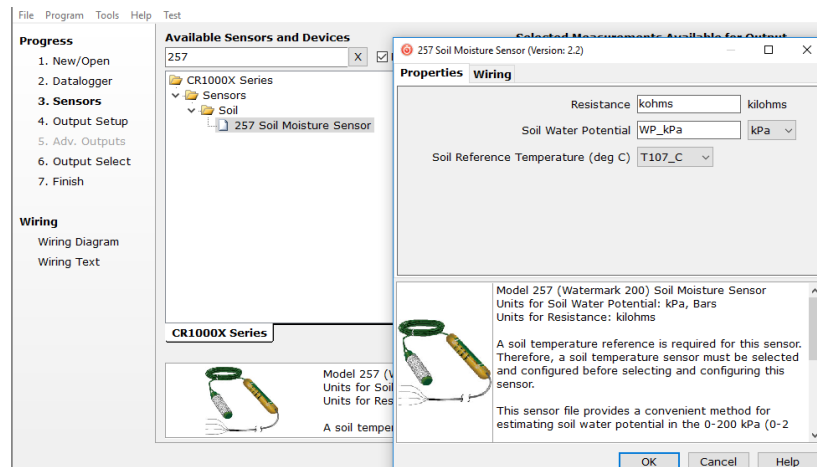 File Program Tools Help Test
Progress
1. New/Open
2. Datalogger
3. Sensors
4. Output Setup
5. Adv. Outputs
6. Output Select
7. Finish
Wiring
Wiring Diagram
Wiring Text
Available Sensors and Devices
257 X
CR1000X Series
Sensors
Soil
257 Soil Moisture Sensor
CR1000X Series
Model 257 (
Units for Soil
Units for Res
A soil temper
Selected Measurements Available for Output
257 Soil Moisture Sensor (Version: 2.2)
Properties Wiring
Resistance kohms kilohms
Soil Water Potential WP_kPa kPa
Soil Reference Temperature (deg C) T107_C
Model 257 (Watermark 200) Soil Moisture Sensor
Units for Soil Water Potential: kPa, Bars
Units for Resistance: kilohms
A soil temperature reference is required for this sensor.
Therefore, a soil temperature sensor must be selected
and configured before selecting and configuring this
sensor.
This sensor file provides a convenient method for
estimating soil water potential in the 0-200 kPa (0-2
OK Cancel Help